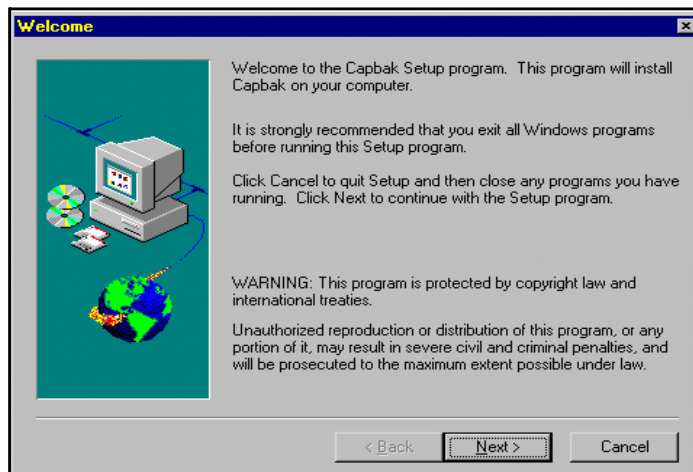 Welcome
Welcome to the Capbak Setup program. This program will install
Capbak on your computer.
It is strongly recommended that you exit all Windows programs
before running this Setup program.
Click Cancel to quit Setup and then close any programs you have
running. Click Next to continue with the Setup program.
WARNING: This program is protected by copyright law and
international treaties.
Unauthorized reproduction or distribution of this program, or any
portion of it, may result in severe civil and criminal penalties, and
will be prosecuted to the maximum extent possible under law.
< Back Next > Cancel